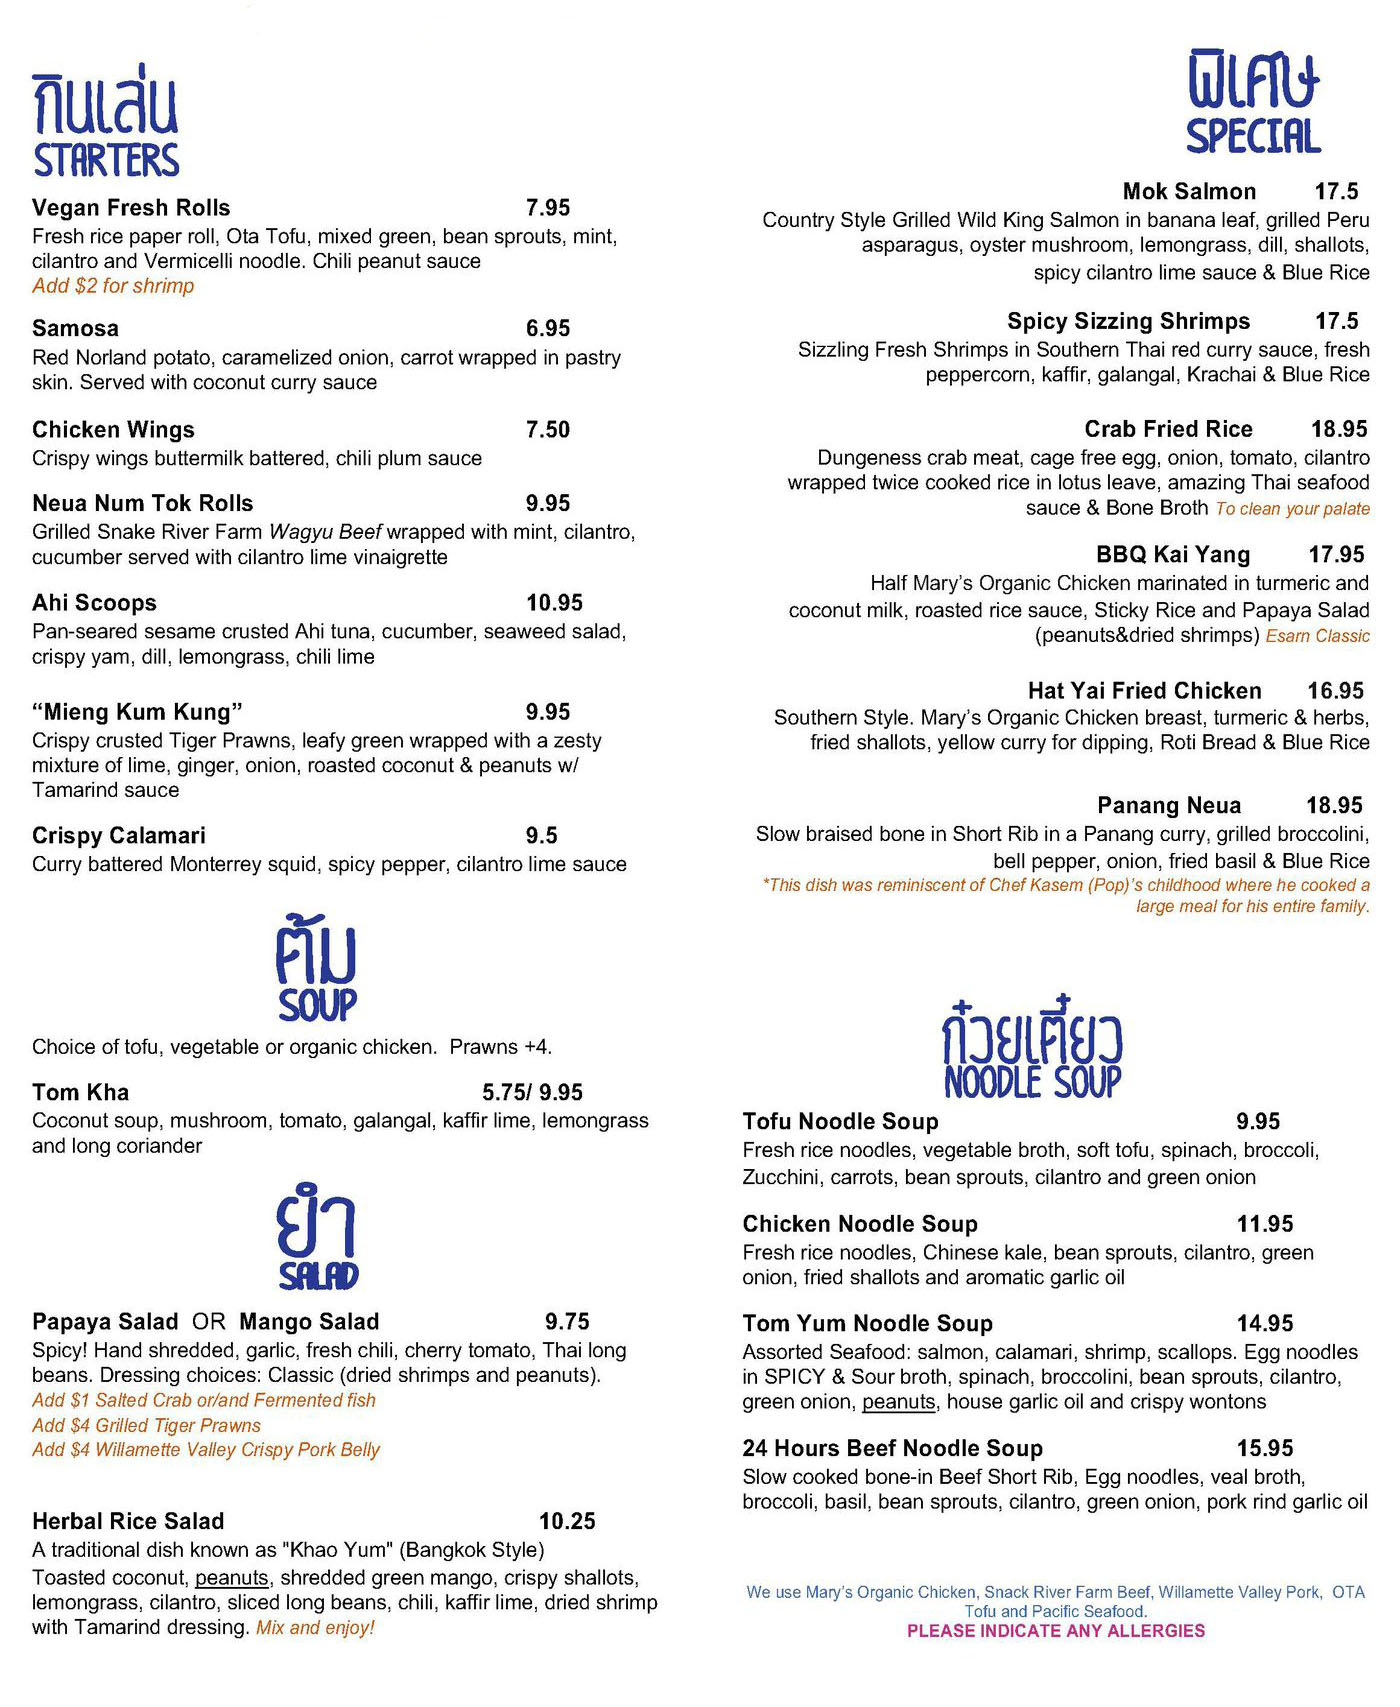 กินเล่น
STARTERS
Vegan Fresh Rolls 7.95
Fresh rice paper roll, Ota Tofu, mixed green, bean sprouts, mint,
cilantro and Vermicelli noodle. Chili peanut sauce
Add $2 for shrimp
Samosa 6.95
Red Norland potato, caramelized onion, carrot wrapped in pastry
skin. Served with coconut curry sauce
Chicken Wings 7.50
Crispy wings buttermilk battered, chili plum sauce
Neua Num Tok Rolls 9.95
Grilled Snake River Farm Wagyu Beef wrapped with mint, cilantro,
cucumber served with cilantro lime vinaigrette
Ahi Scoops 10.95
Pan-seared sesame crusted Ahi tuna, cucumber, seaweed salad,
crispy yam, dill, lemongrass, chili lime
“Mieng Kum Kung” 9.95
Crispy crusted Tiger Prawns, leafy green wrapped with a zesty
mixture of lime, ginger, onion, roasted coconut & peanuts w/
Tamarind sauce
Crispy Calamari 9.5
Curry battered Monterrey squid, spicy pepper, cilantro lime sauce
ต้ม
SOUP
Choice of tofu, vegetable or organic chicken. Prawns +4.
Tom Kha 5.75/ 9.95
Coconut soup, mushroom, tomato, galangal, kaffir lime, lemongrass
and long coriander
ยำ
SALAD
Papaya Salad OR Mango Salad 9.75
Spicy! Hand shredded, garlic, fresh chili, cherry tomato, Thai long
beans. Dressing choices: Classic (dried shrimps and peanuts).
Add $1 Salted Crab or/and Fermented fish
Add $4 Grilled Tiger Prawns
Add $4 Willamette Valley Crispy Pork Belly
Herbal Rice Salad 10.25
A traditional dish known as "Khao Yum" (Bangkok Style)
Toasted coconut, peanuts, shredded green mango, crispy shallots,
lemongrass, cilantro, sliced long beans, chili, kaffir lime, dried shrimp
with Tamarind dressing. Mix and enjoy!
พิเศษ
SPECIAL
Mok Salmon 17.5
Country Style Grilled Wild King Salmon in banana leaf, grilled Peru
asparagus, oyster mushroom, lemongrass, dill, shallots,
spicy cilantro lime sauce & Blue Rice
Spicy Sizzing Shrimps 17.5
Sizzling Fresh Shrimps in Southern Thai red curry sauce, fresh
peppercorn, kaffir, galangal, Krachai & Blue Rice
Crab Fried Rice 18.95
Dungeness crab meat, cage free egg, onion, tomato, cilantro
wrapped twice cooked rice in lotus leave, amazing Thai seafood
sauce & Bone Broth To clean your palate
BBQ Kai Yang 17.95
Half Mary’s Organic Chicken marinated in turmeric and
coconut milk, roasted rice sauce, Sticky Rice and Papaya Salad
(peanuts&dried shrimps) Esarn Classic
Hat Yai Fried Chicken 16.95
Southern Style. Mary’s Organic Chicken breast, turmeric & herbs,
fried shallots, yellow curry for dipping, Roti Bread & Blue Rice
Panang Neua 18.95
Slow braised bone in Short Rib in a Panang curry, grilled broccolini,
bell pepper, onion, fried basil & Blue Rice
*This dish was reminiscent of Chef Kasem (Pop)’s childhood where he cooked a
large meal for his entire family.
ก๋วยเตี๋ยว
NOODLE SOUP
Tofu Noodle Soup 9.95
Fresh rice noodles, vegetable broth, soft tofu, spinach, broccoli,
Zucchini, carrots, bean sprouts, cilantro and green onion
Chicken Noodle Soup 11.95
Fresh rice noodles, Chinese kale, bean sprouts, cilantro, green
onion, fried shallots and aromatic garlic oil
Tom Yum Noodle Soup 14.95
Assorted Seafood: salmon, calamari, shrimp, scallops. Egg noodles
in SPICY & Sour broth, spinach, broccolini, bean sprouts, cilantro,
green onion, peanuts, house garlic oil and crispy wontons
24 Hours Beef Noodle Soup 15.95
Slow cooked bone-in Beef Short Rib, Egg noodles, veal broth,
broccoli, basil, bean sprouts, cilantro, green onion, pork rind garlic oil
We use Mary’s Organic Chicken, Snack River Farm Beef, Willamette Valley Pork, OTA
Tofu and Pacific Seafood.
PLEASE INDICATE ANY ALLERGIES